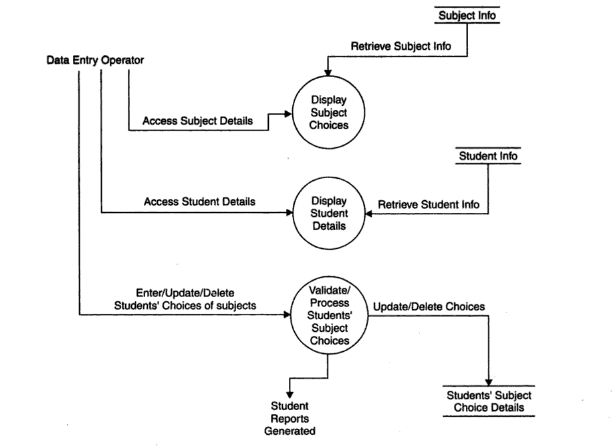 Subject Info
Retrieve Subject Info
Data Entry Operator
Access Subject Details
Display
Subject
Choices
Student Info
Access Student Details
Display
Student
Details
Retrieve Student Info
Enter/Update/Delete
Students' Choices of subjects
Validate/
Process
Students'
Subject
Choices
Update/Delete Choices
Students' Subject
Choice Details
Student
Reports
Generated